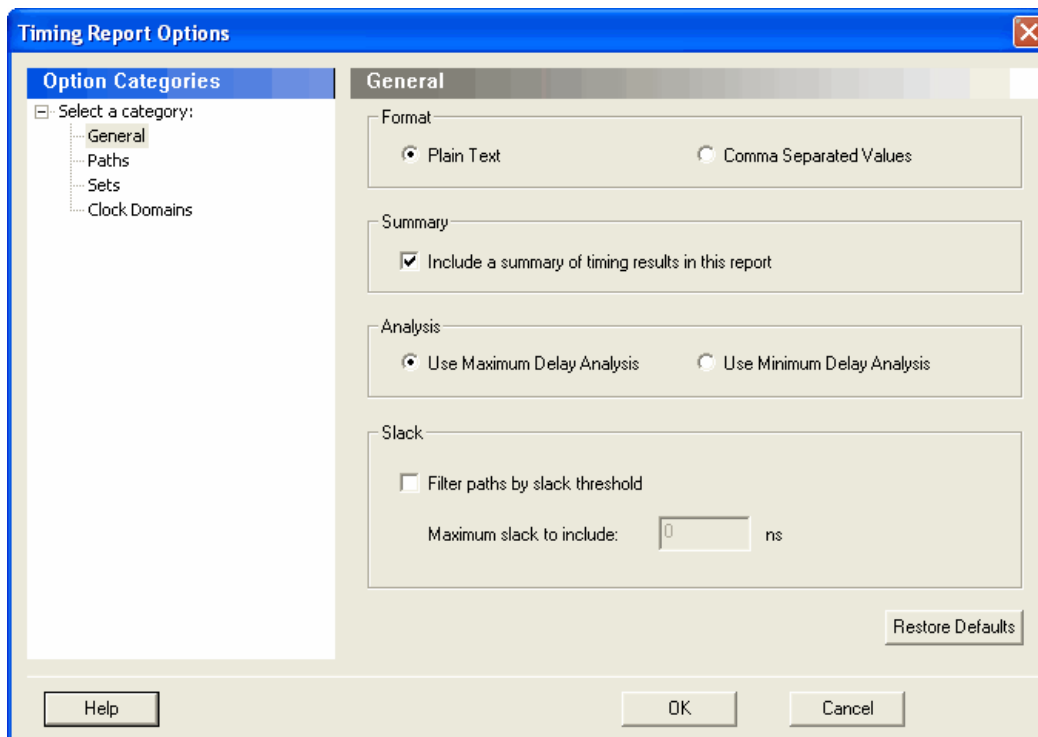 Timing Report Options
Option Categories
Select a category:
General
Paths
Sets
Clock Domains
General
Format
Plain Text
Comma Separated Values
Summary
Include a summary of timing results in this report
Analysis
Use Maximum Delay Analysis
Use Minimum Delay Analysis
Slack
Filter paths by slack threshold
Maximum slack to include: 0 ns
Restore Defaults
Help
OK
Cancel